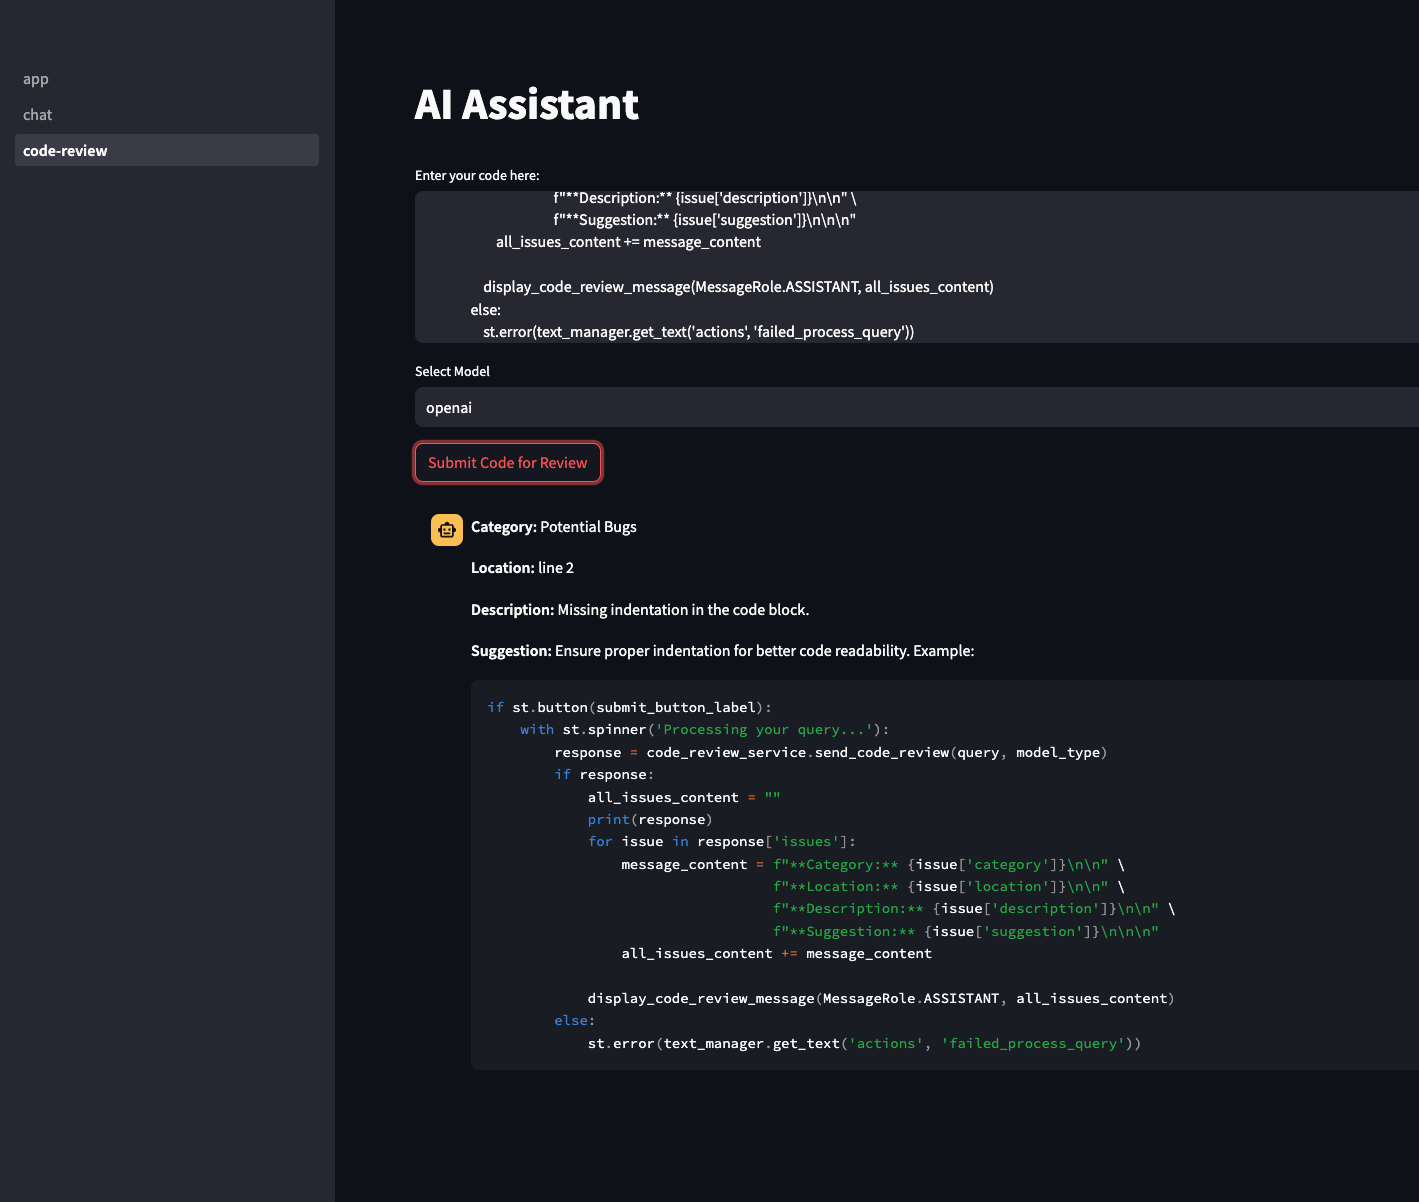 app
chat
code-review
AI Assistant
Enter your code here:
f"**Description:** {issue['description']}\n\n" \
f"**Suggestion:** {issue['suggestion']}\n\n\n"
all_issues_content += message_content
display_code_review_message(MessageRole.ASSISTANT, all_issues_content)
else:
st.error(text_manager.get_text('actions', 'failed_process_query'))
Select Model
openai
Submit Code for Review
Category: Potential Bugs
Location: line 2
Description: Missing indentation in the code block.
Suggestion: Ensure proper indentation for better code readability. Example:
if st.button(submit_button_label):
    with st.spinner('Processing your query...'):
        response = code_review_service.send_code_review(query, model_type)
        if response:
            all_issues_content = ""
            print(response)
            for issue in response['issues']:
                message_content = f"**Category:** {issue['category']}\n\n" \
                                  f"**Location:** {issue['location']}\n\n" \
                                  f"**Description:** {issue['description']}\n\n" \
                                  f"**Suggestion:** {issue['suggestion']}\n\n\n"
                all_issues_content += message_content
            display_code_review_message(MessageRole.ASSISTANT, all_issues_content)
        else:
            st.error(text_manager.get_text('actions', 'failed_process_query'))